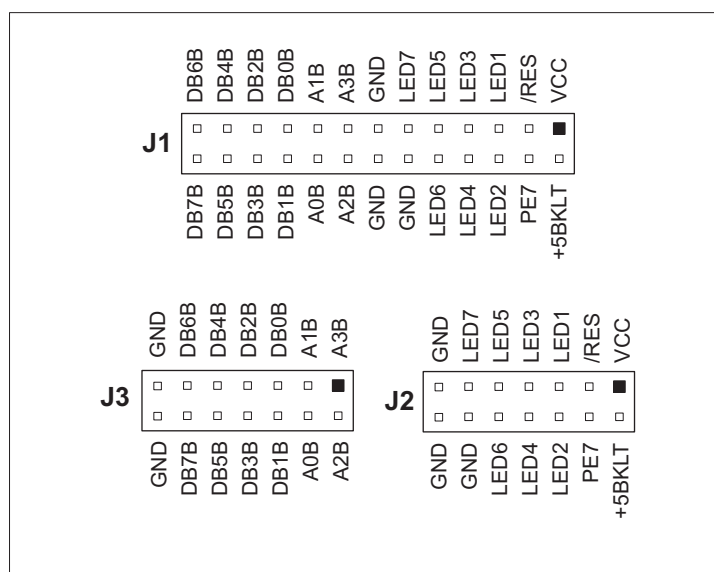 DB6B DB4B DB2B DB0B A1B A3B GND LED7 LED5 LED3 LED1 /RES VCC
J1
DB7B DB5B DB3B DB1B A0B A2B GND GND LED6 LED4 LED2 PE7 +5BKLT
GND DB6B DB4B DB2B DB0B A1B A3B
J3
GND DB7B DB5B DB3B DB1B A0B A2B
GND LED7 LED5 LED3 LED1 /RES VCC
J2
GND GND LED6 LED4 LED2 PE7 +5BKLT